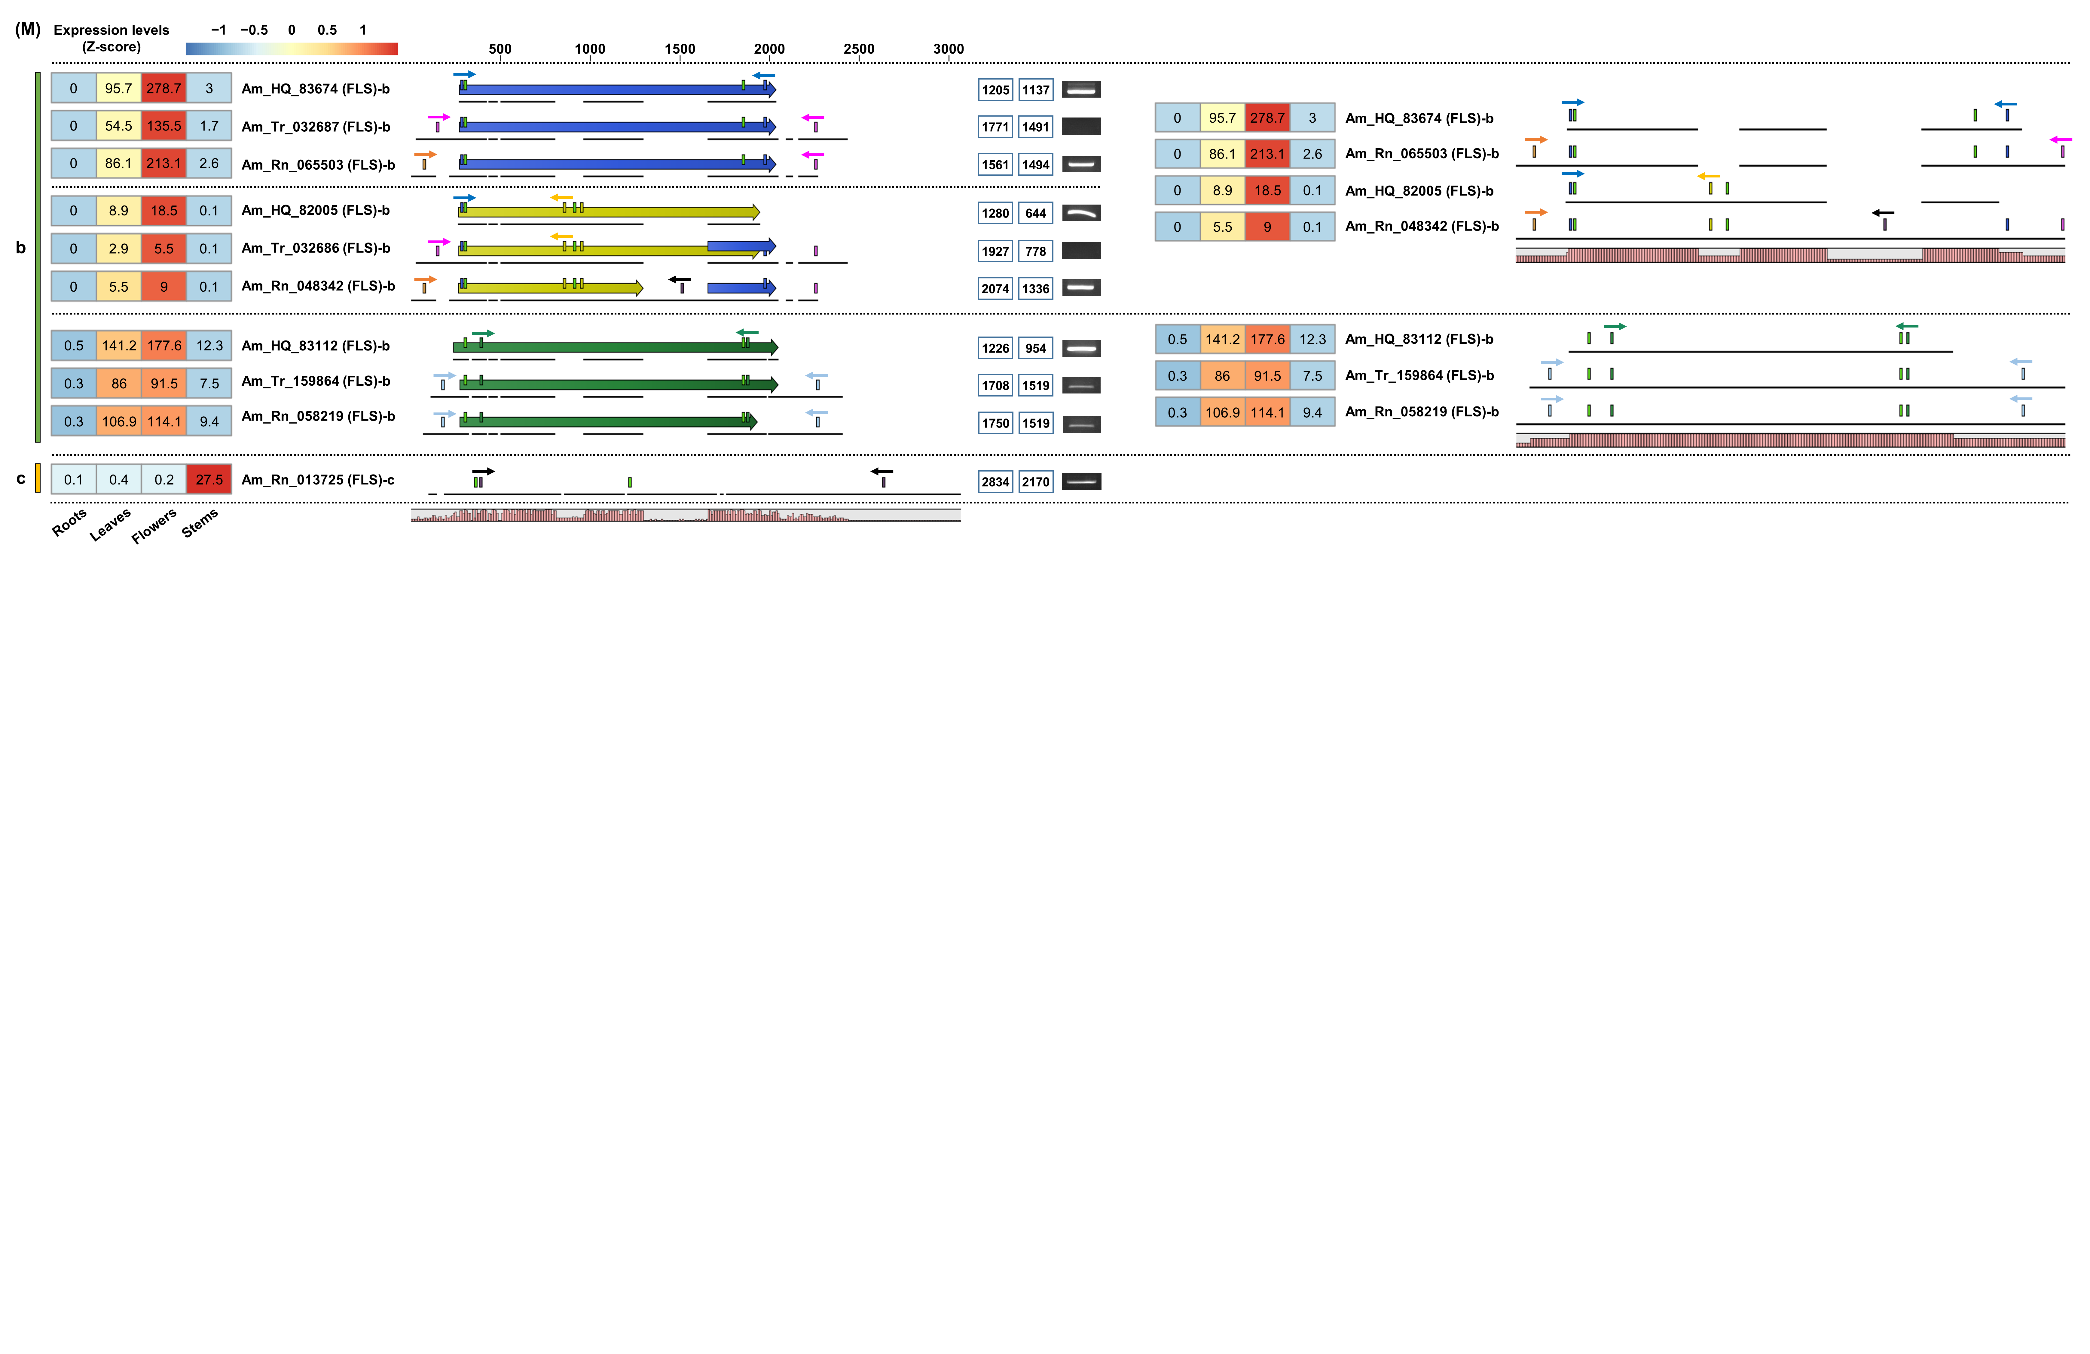 (M) Expression levels (Z-score) −1 −0.5 0 0.5 1
500 1000 1500 2000 2500 3000
b
0 95.7 278.7 3 Am_HQ_83674 (FLS)-b 1205 1137
0 54.5 135.5 1.7 Am_Tr_032687 (FLS)-b 1771 1491
0 86.1 213.1 2.6 Am_Rn_065503 (FLS)-b 1561 1494
0 8.9 18.5 0.1 Am_HQ_82005 (FLS)-b 1280 644
0 2.9 5.5 0.1 Am_Tr_032686 (FLS)-b 1927 778
0 5.5 9 0.1 Am_Rn_048342 (FLS)-b 2074 1336
0.5 141.2 177.6 12.3 Am_HQ_83112 (FLS)-b 1226 954
0.3 86 91.5 7.5 Am_Tr_159864 (FLS)-b 1708 1519
0.3 106.9 114.1 9.4 Am_Rn_058219 (FLS)-b 1750 1519
c
0.1 0.4 0.2 27.5 Am_Rn_013725 (FLS)-c 2834 2170
Roots Leaves Flowers Stems
0 95.7 278.7 3 Am_HQ_83674 (FLS)-b
0 86.1 213.1 2.6 Am_Rn_065503 (FLS)-b
0 8.9 18.5 0.1 Am_HQ_82005 (FLS)-b
0 5.5 9 0.1 Am_Rn_048342 (FLS)-b
0.5 141.2 177.6 12.3 Am_HQ_83112 (FLS)-b
0.3 86 91.5 7.5 Am_Tr_159864 (FLS)-b
0.3 106.9 114.1 9.4 Am_Rn_058219 (FLS)-b